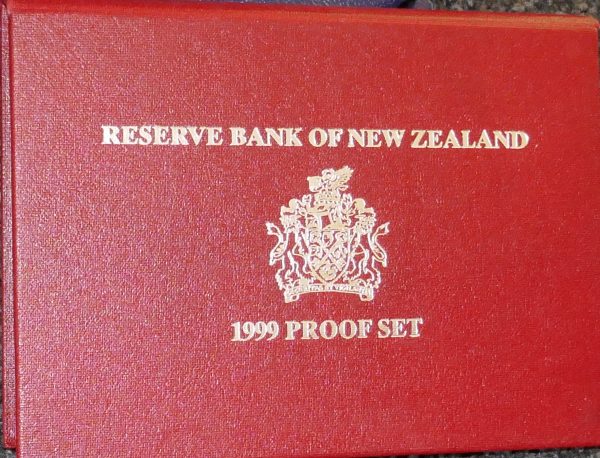 RESERVE BANK OF NEW ZEALAND
1999 PROOF SET